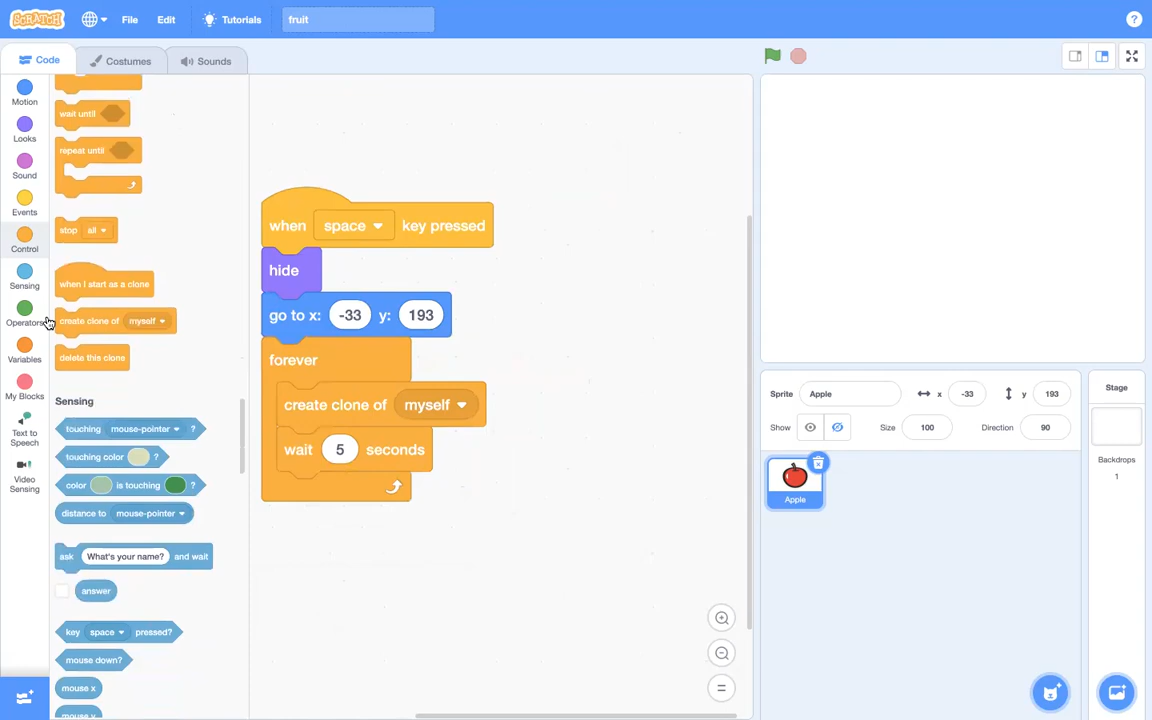 SCRATCH
File
Edit
Tutorials
fruit
?
Code
Costumes
Sounds
Motion
Looks
Sound
Events
Control
Sensing
Operators
Variables
My Blocks
Text to
Speech
Video
Sensing
wait until
repeat until
stop all
when I start as a clone
create clone of myself
delete this clone
Sensing
touching mouse-pointer ?
touching color ?
color is touching ?
distance to mouse-pointer
ask What's your name? and wait
answer
key space pressed?
mouse down?
mouse x
mouse y
when space key pressed
hide
go to x: -33 y: 193
forever
create clone of myself
wait 5 seconds
Sprite Apple x -33 y 193
Show Size 100 Direction 90
Apple
Stage
Backdrops
1